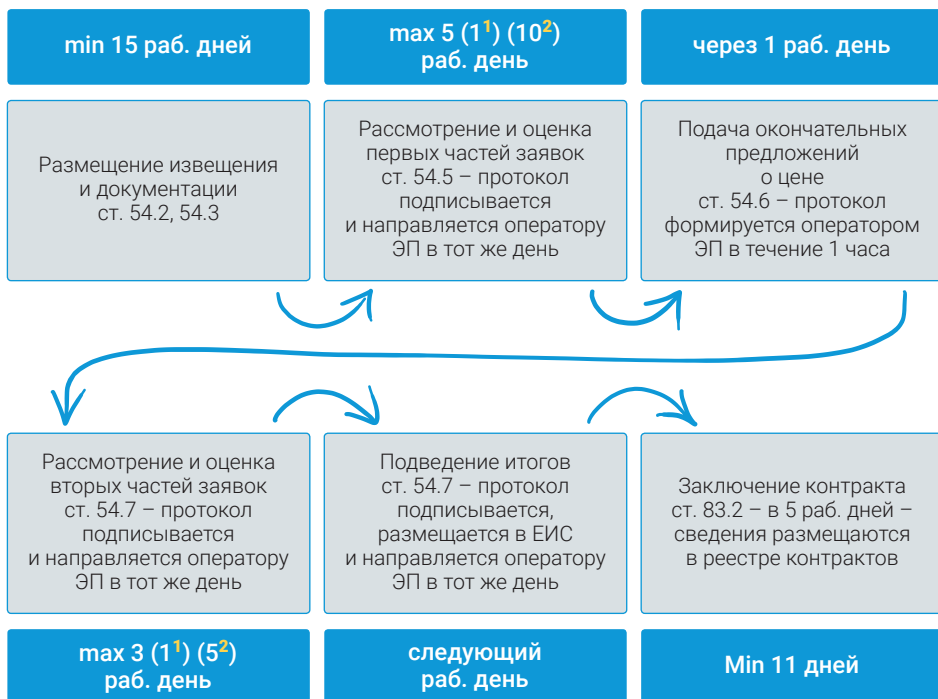 min 15 раб. дней
max 5 (1¹) (10²)
раб. день
через 1 раб. день
Размещение извещения
и документации
ст. 54.2, 54.3
Рассмотрение и оценка
первых частей заявок
ст. 54.5 – протокол
подписывается
и направляется оператору
ЭП в тот же день
Подача окончательных
предложений
о цене
ст. 54.6 – протокол
формируется оператором
ЭП в течение 1 часа
Рассмотрение и оценка
вторых частей заявок
ст. 54.7 – протокол
подписывается
и направляется оператору
ЭП в тот же день
Подведение итогов
ст. 54.7 – протокол
подписывается,
размещается в ЕИС
и направляется оператору
ЭП в тот же день
Заключение контракта
ст. 83.2 – в 5 раб. дней –
сведения размещаются
в реестре контрактов
max 3 (1¹) (5²)
раб. день
следующий
раб. день
Min 11 дней